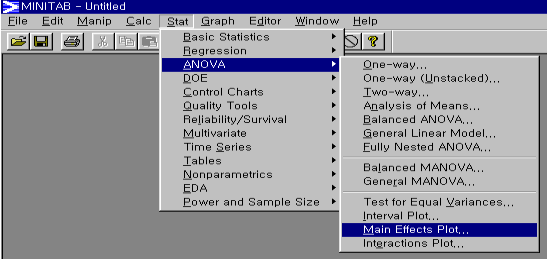 MINITAB - Untitled
File Edit Manip Calc Stat Graph Editor Window Help
Basic Statistics
Regression
ANOVA
DOE
Control Charts
Quality Tools
Reliability/Survival
Multivariate
Time Series
Tables
Nonparametrics
EDA
Power and Sample Size
One-way...
One-way (Unstacked)...
Two-way...
Analysis of Means...
Balanced ANOVA...
General Linear Model...
Fully Nested ANOVA...
Balanced MANOVA...
General MANOVA...
Test for Equal Variances...
Interval Plot...
Main Effects Plot...
Interactions Plot...